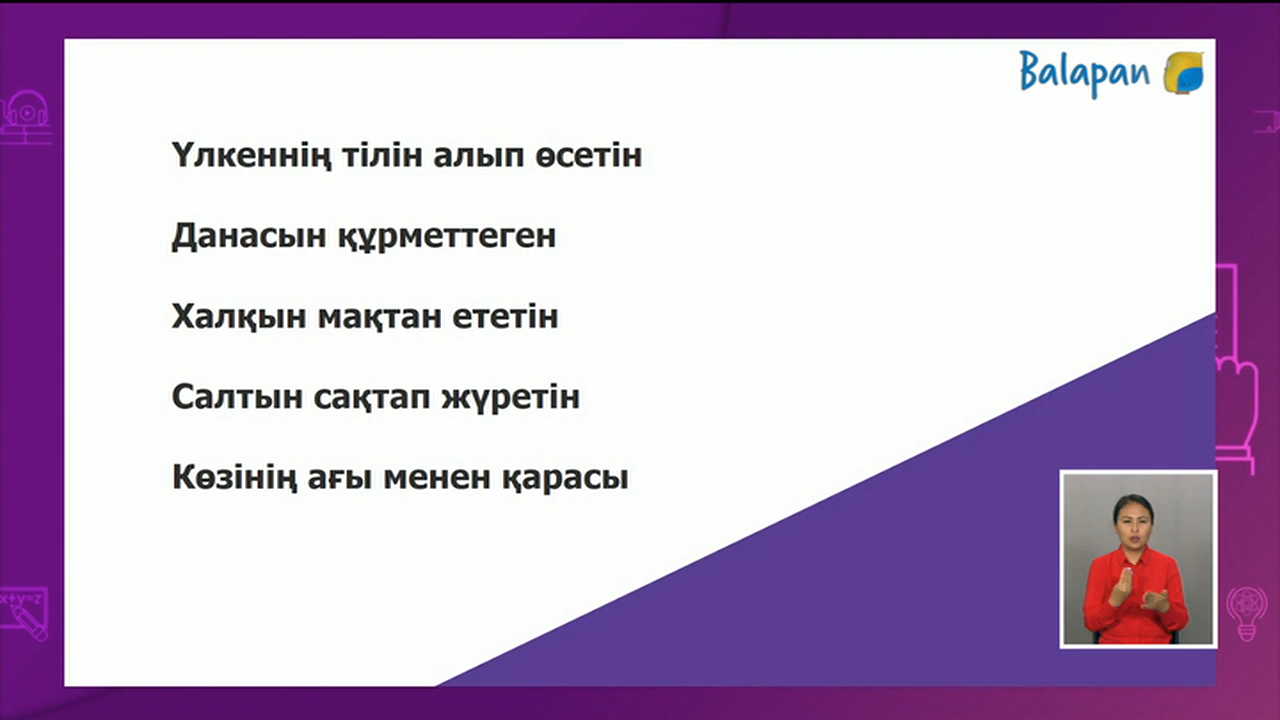 Balapan
Үлкеннің тілін алып өсетін
Данасын құрметтеген
Халқын мақтан ететін
Салтын сақтап жүретін
Көзінің ағы менен қарасы
x+y=z